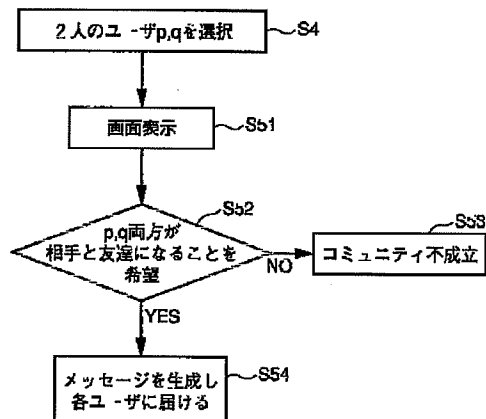 2人のユーザp,qを選択
S4
画面表示
S51
S52
p,q両方が
相手と友達になることを
希望
S53
コミュニティ不成立
NO
YES
メッセージを生成し
各ユーザに届ける
S54